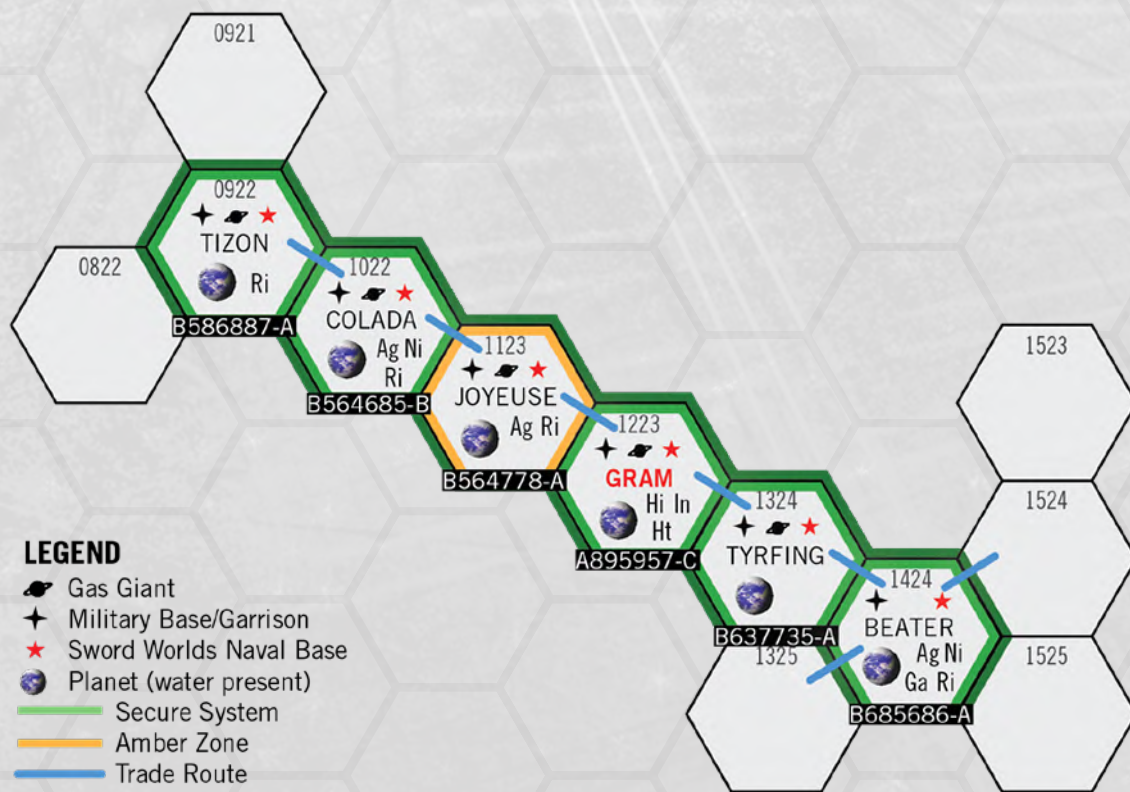 0921
0922
TIZON
Ri
B586887-A
0822
1022
COLADA
Ag Ni
Ri
B564685-B
1123
JOYEUSE
Ag Ri
B564778-A
1223
GRAM
Hi In
Ht
A895957-C
1324
TYRFING
B637735-A
1424
BEATER
Ag Ni
Ga Ri
B685686-A
1523
1524
1325
1525
LEGEND
Gas Giant
Military Base/Garrison
Sword Worlds Naval Base
Planet (water present)
Secure System
Amber Zone
Trade Route